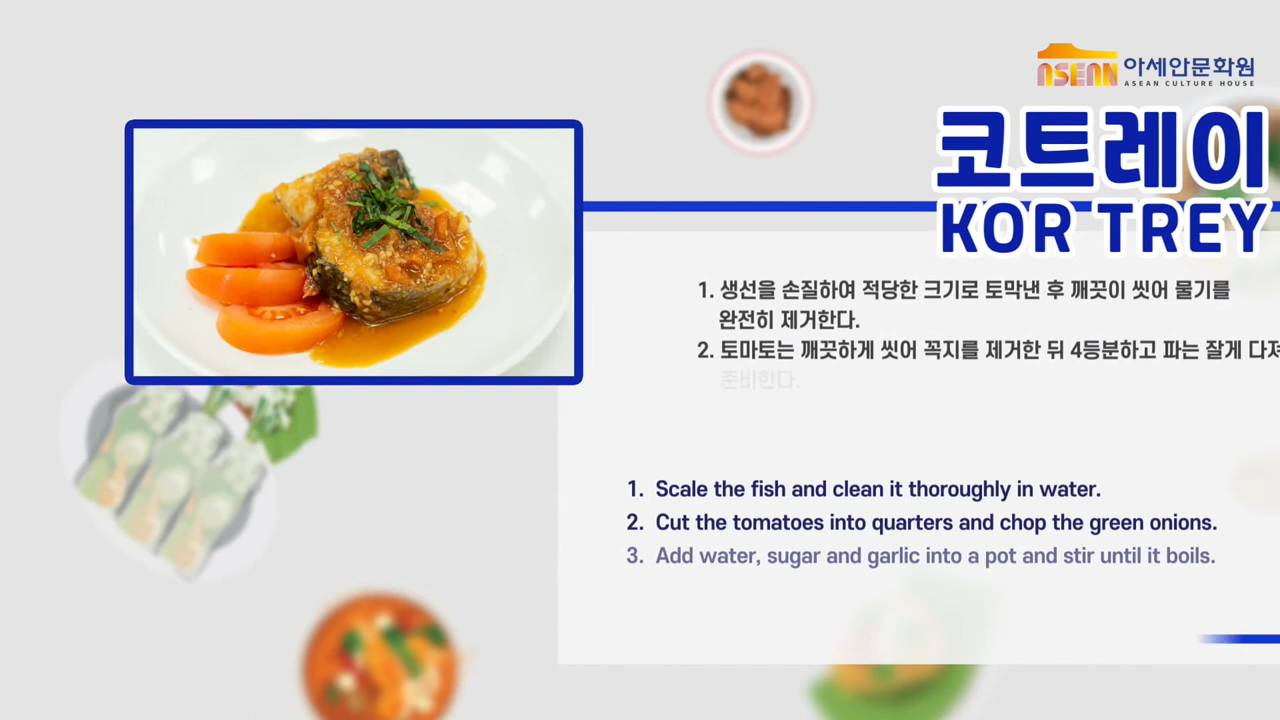 ASEAN 아세안문화원
ASEAN CULTURE HOUSE
코트레이
KOR TREY
1. 생선을 손질하여 적당한 크기로 토막낸 후 깨끗이 씻어 물기를
완전히 제거한다.
2. 토마토는 깨끗하게 씻어 꼭지를 제거한 뒤 4등분하고 파는 잘게 다져
준비한다.
1. Scale the fish and clean it thoroughly in water.
2. Cut the tomatoes into quarters and chop the green onions.
3. Add water, sugar and garlic into a pot and stir until it boils.